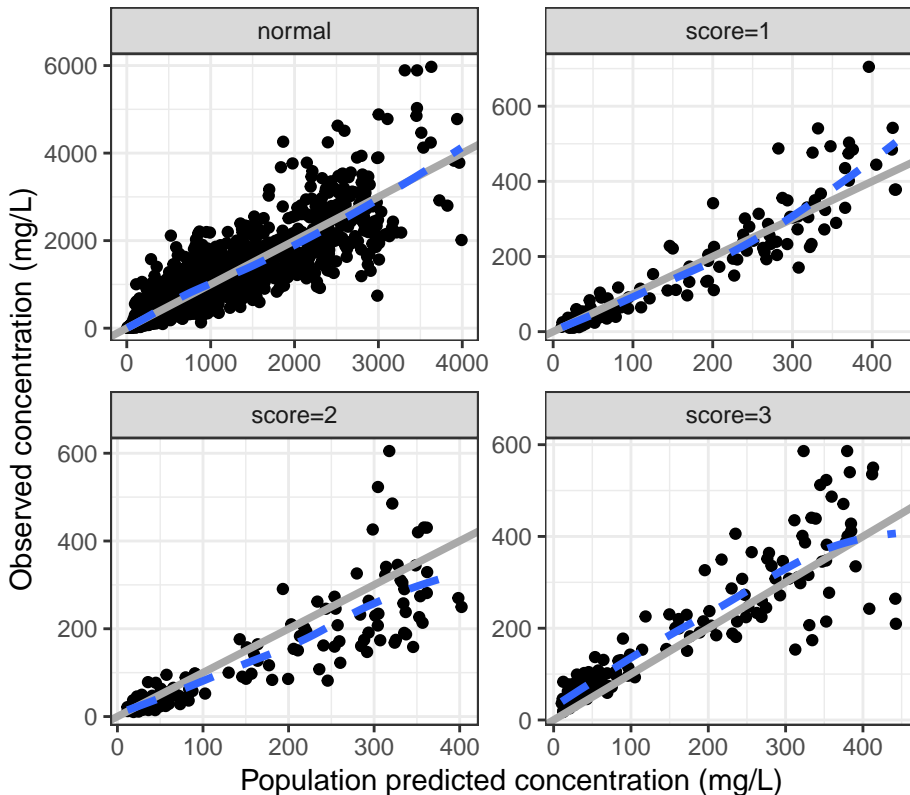 normal
score=1
6000
4000
2000
0
0 1000 2000 3000 4000
600
400
200
0
0 100 200 300 400
score=2
score=3
600
400
200
0
0 100 200 300 400
600
400
200
0
0 100 200 300 400
Observed concentration (mg/L)
Population predicted concentration (mg/L)